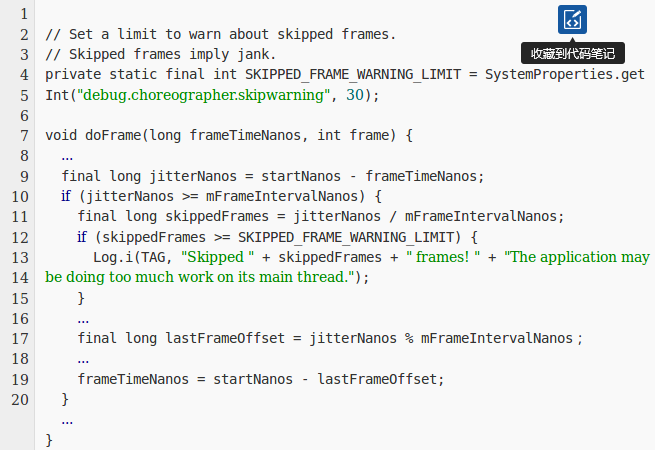 1
收藏到代码笔记
2 // Set a limit to warn about skipped frames.
3 // Skipped frames imply jank.
4 private static final int SKIPPED_FRAME_WARNING_LIMIT = SystemProperties.get
5 Int("debug.choreographer.skipwarning", 30);
6
7 void doFrame(long frameTimeNanos, int frame) {
8 ...
9 final long jitterNanos = startNanos - frameTimeNanos;
10 if (jitterNanos >= mFrameIntervalNanos) {
11 final long skippedFrames = jitterNanos / mFrameIntervalNanos;
12 if (skippedFrames >= SKIPPED_FRAME_WARNING_LIMIT) {
13 Log.i(TAG, "Skipped " + skippedFrames + " frames! " + "The application may
14 be doing too much work on its main thread.");
15 }
16 ...
17 final long lastFrameOffset = jitterNanos % mFrameIntervalNanos；
18 ...
19 frameTimeNanos = startNanos - lastFrameOffset;
20 }
...
}